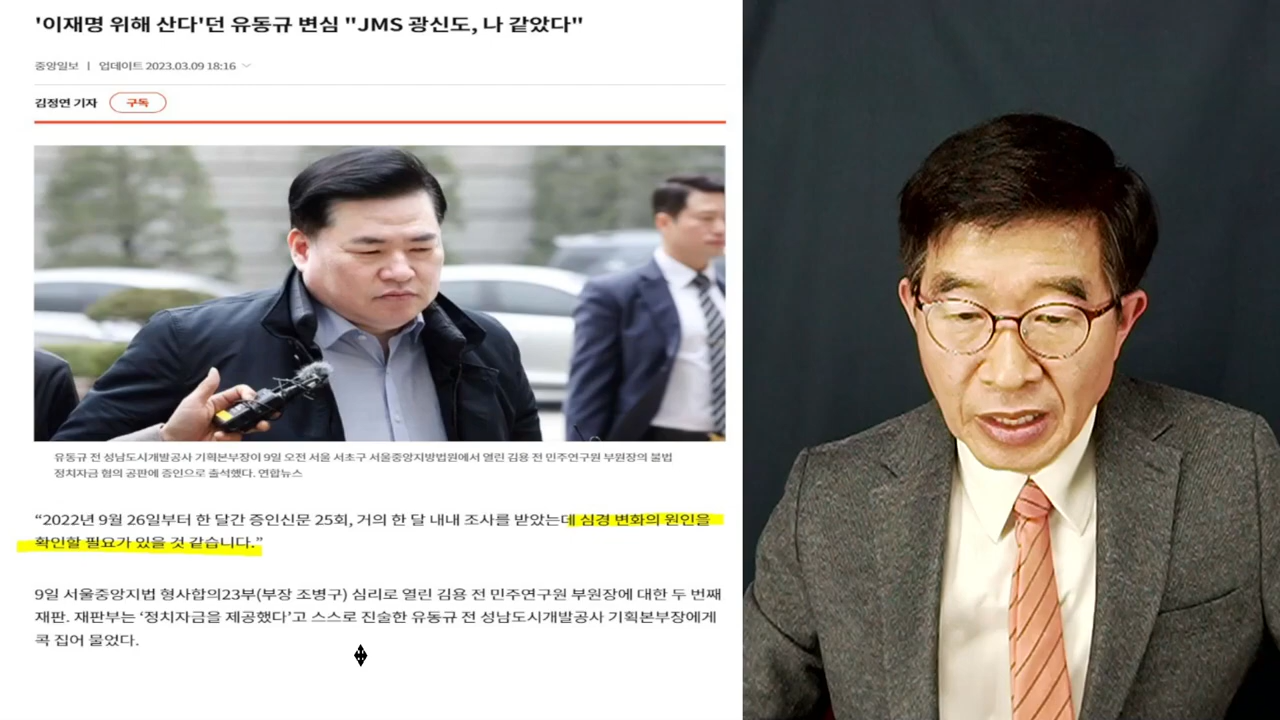 '이재명 위해 산다'던 유동규 변심 "JMS 광신도, 나 같았다"
중앙일보 | 업데이트 2023.03.09 18:16
김정연 기자 구독
유동규 전 성남도시개발공사 기획본부장이 9일 오전 서울 서초구 서울중앙지방법원에서 열린 김용 전 민주연구원 부원장의 불법
정치자금 혐의 공판에 증인으로 출석했다. 연합뉴스
“2022년 9월 26일부터 한 달간 증인신문 25회, 거의 한 달 내내 조사를 받았는데 심경 변화의 원인을
확인할 필요가 있을 것 같습니다.”
9일 서울중앙지법 형사합의23부(부장 조병구) 심리로 열린 김용 전 민주연구원 부원장에 대한 두 번째
재판. 재판부는 ‘정치자금을 제공했다’고 스스로 진술한 유동규 전 성남도시개발공사 기획본부장에게
콕 집어 물었다.